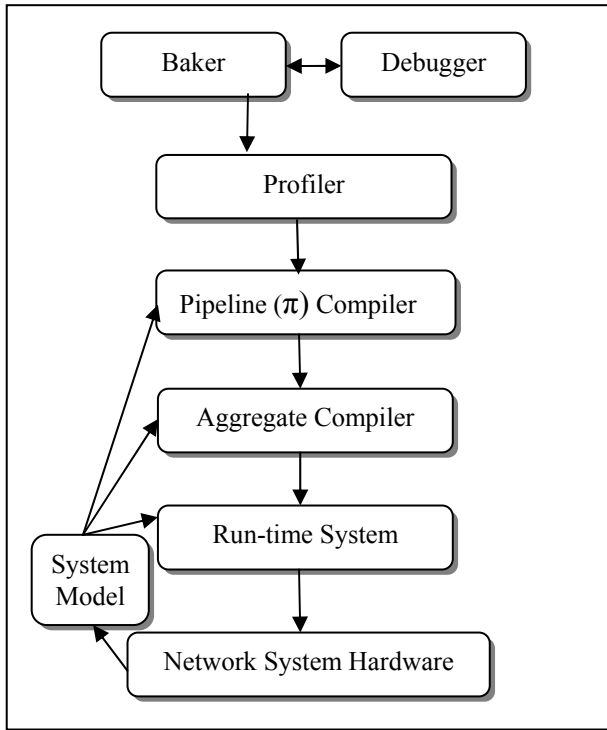 Baker
Debugger
Profiler
Pipeline (π) Compiler
Aggregate Compiler
Run-time System
System
Model
Network System Hardware